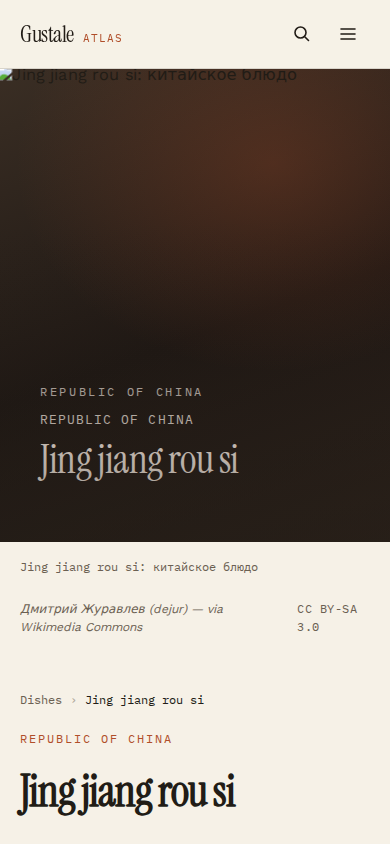 Gustale ATLAS
Jing jiang rou si: китайское блюдо
REPUBLIC OF CHINA
REPUBLIC OF CHINA
Jing jiang rou si
Jing jiang rou si: китайское блюдо
Дмитрий Журавлев (dejur) — via
Wikimedia Commons
CC BY-SA
3.0
Dishes › Jing jiang rou si
REPUBLIC OF CHINA
Jing jiang rou si